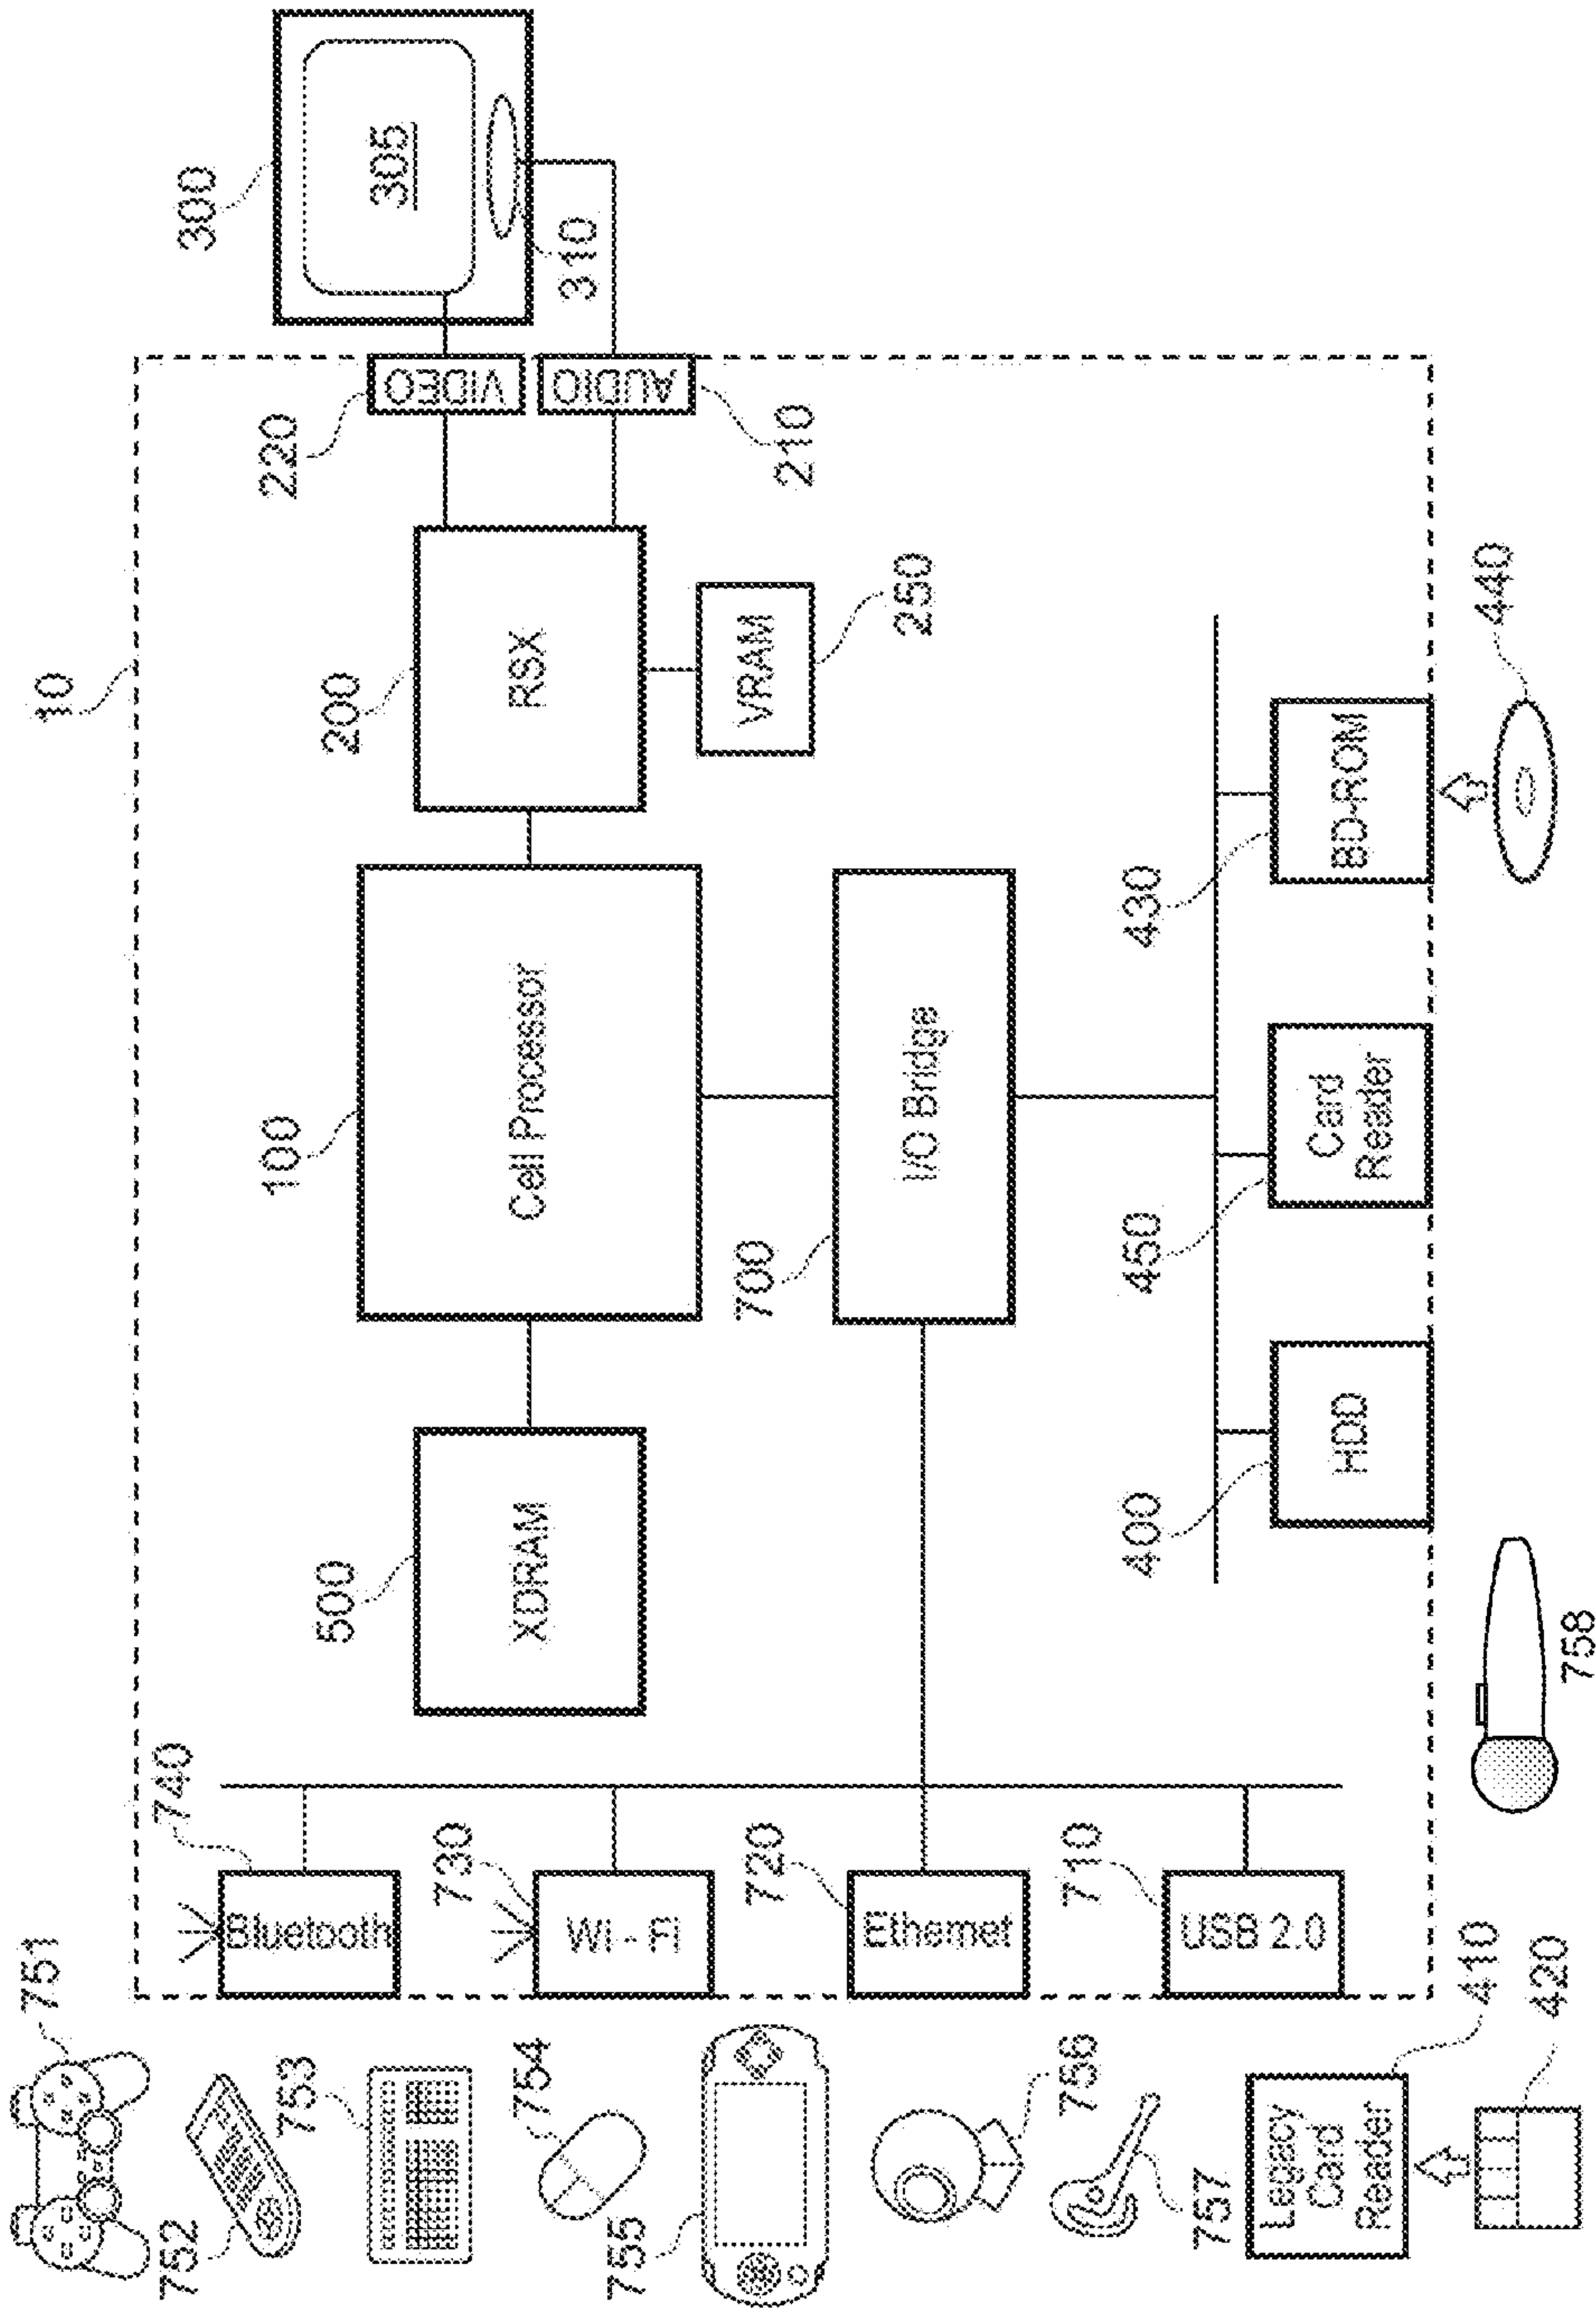 10
300
305
310
220
VIDEO
AUDIO
210
200
RSX
VRAM
250
100
Cell Processor
500
XDRAM
700
I/O Bridge
430
BD-ROM
440
450
Card
Reader
400
HDD
740
Bluetooth
730
Wi - Fi
720
Ethernet
710
USB 2.0
751
752
753
754
755
756
757
758
410
Legacy
Card
Reader
420